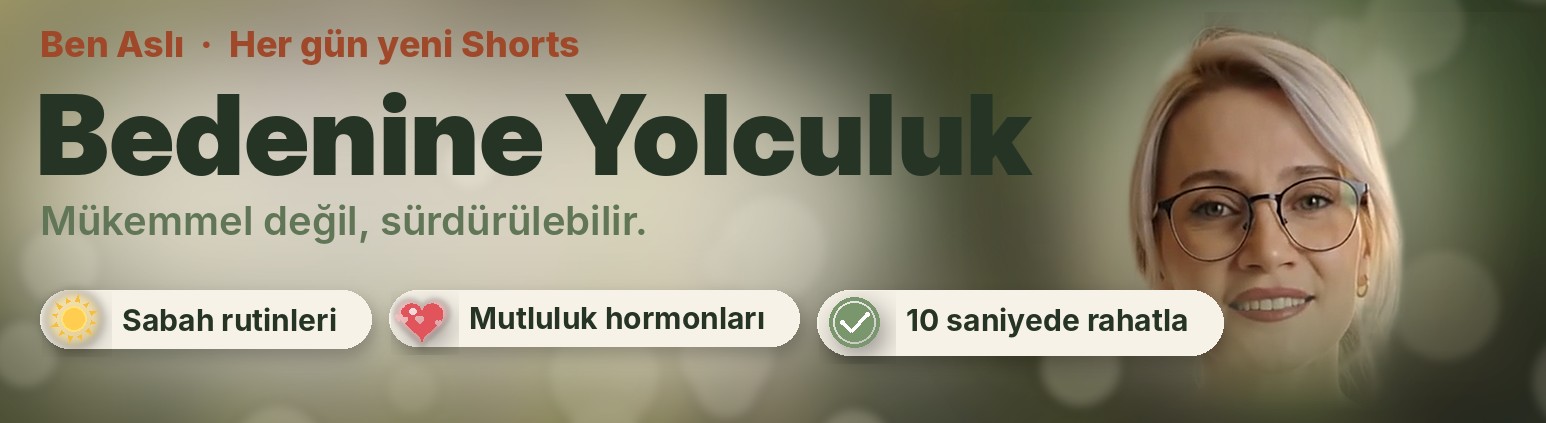 Ben Aslı · Her gün yeni Shorts
Bedenine Yolculuk
Mükemmel değil, sürdürülebilir.
Sabah rutinleri
Mutluluk hormonları
10 saniyede rahatla